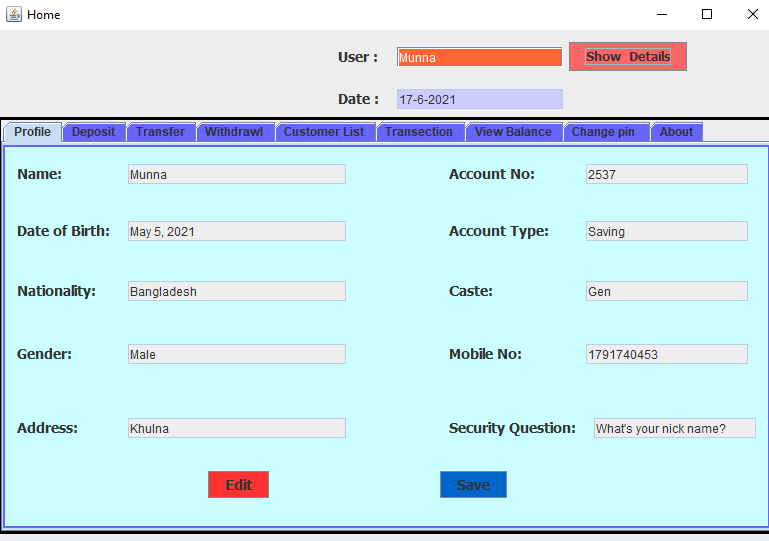 Home
User : Munna Show Details
Date : 17-6-2021
Profile Deposit Transfer Withdrawl Customer List Transection View Balance Change pin About
Name: Munna Account No: 2537
Date of Birth: May 5, 2021 Account Type: Saving
Nationality: Bangladesh Caste: Gen
Gender: Male Mobile No: 1791740453
Address: Khulna Security Question: What's your nick name?
Edit Save